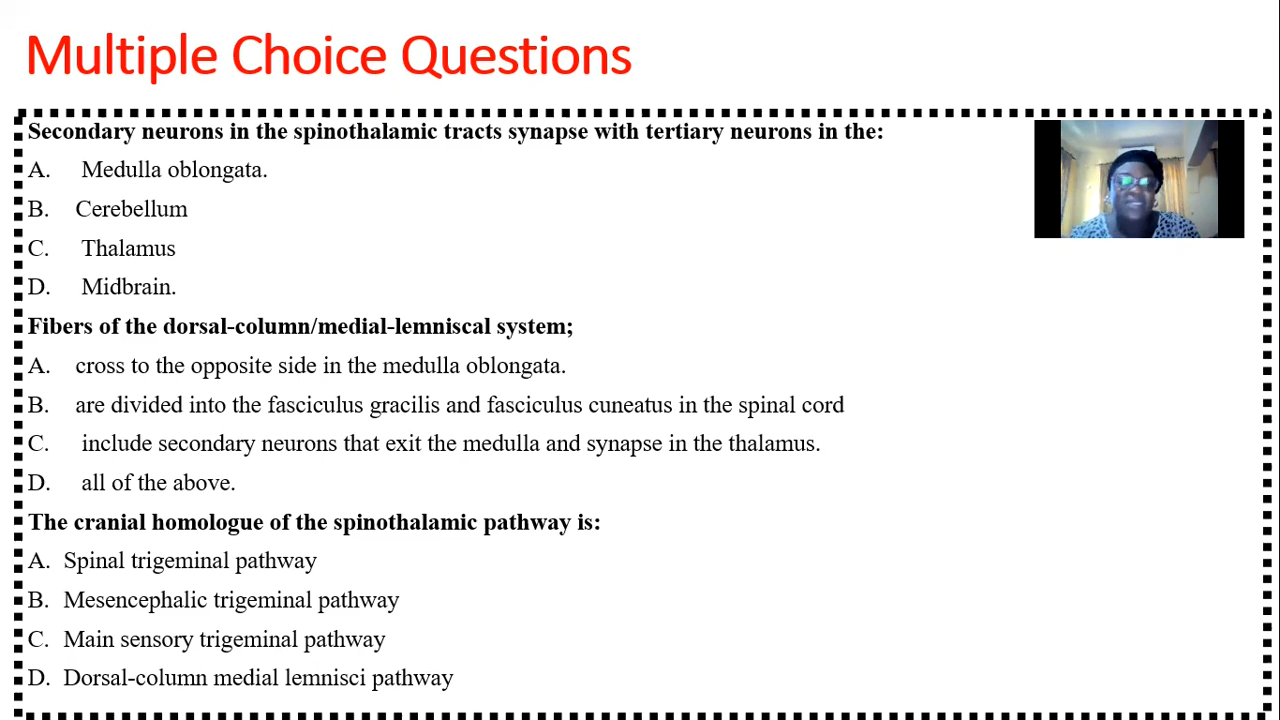 Multiple Choice Questions
Secondary neurons in the spinothalamic tracts synapse with tertiary neurons in the:
A. Medulla oblongata.
B. Cerebellum
C. Thalamus
D. Midbrain.
Fibers of the dorsal-column/medial-lemniscal system;
A. cross to the opposite side in the medulla oblongata.
B. are divided into the fasciculus gracilis and fasciculus cuneatus in the spinal cord
C. include secondary neurons that exit the medulla and synapse in the thalamus.
D. all of the above.
The cranial homologue of the spinothalamic pathway is:
A. Spinal trigeminal pathway
B. Mesencephalic trigeminal pathway
C. Main sensory trigeminal pathway
D. Dorsal-column medial lemnisci pathway